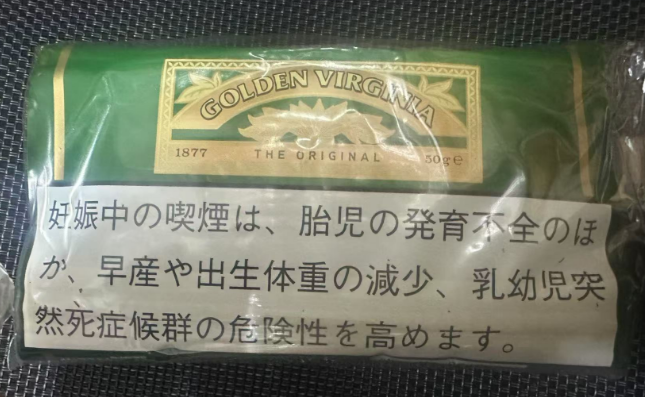 GOLDEN VIRGINIA
1877 THE ORIGINAL 50g℮
妊娠中の喫煙は、胎児の発育不全のほ
か、早産や出生体重の減少、乳幼児突
然死症候群の危険性を高めます。